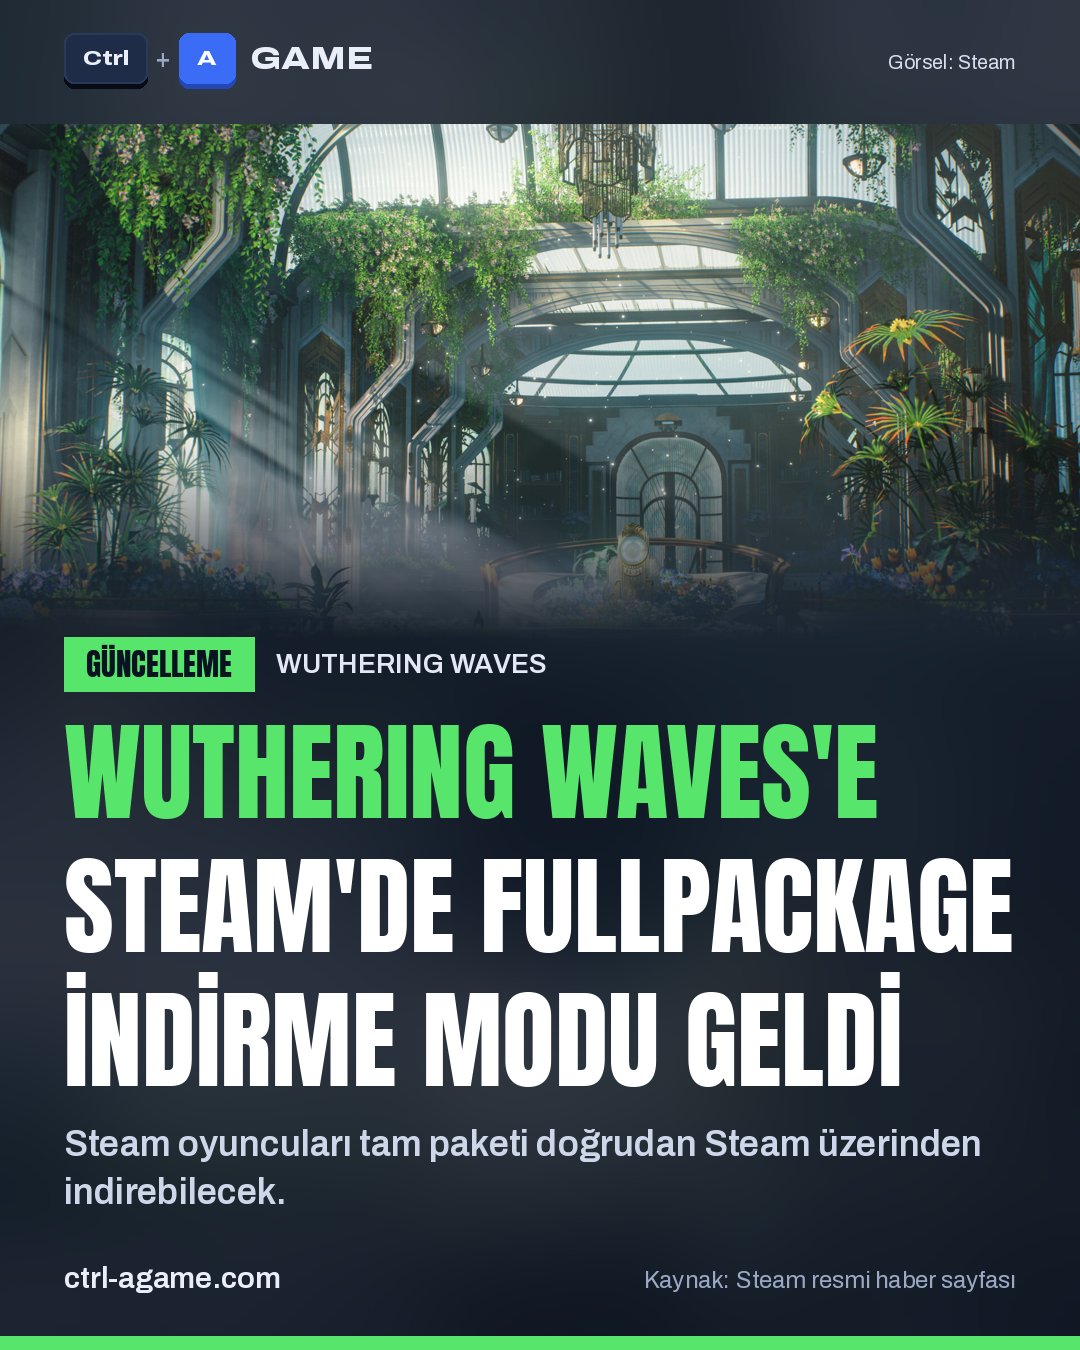 Ctrl + A GAME
Görsel: Steam
GÜNCELLEME WUTHERING WAVES
WUTHERING WAVES'E
STEAM'DE FULLPACKAGE
İNDİRME MODU GELDİ
Steam oyuncuları tam paketi doğrudan Steam üzerinden
indirebilecek.
ctrl-agame.com
Kaynak: Steam resmi haber sayfası